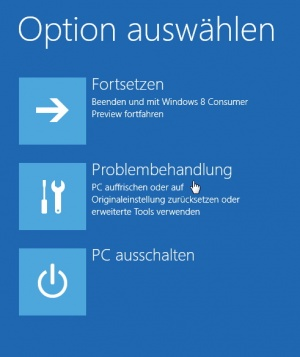 Option auswählen
Fortsetzen
Beenden und mit Windows 8 Consumer
Preview fortfahren
Problembehandlung
PC auffrischen oder auf
Originaleinstellung zurücksetzen oder
erweiterte Tools verwenden
PC ausschalten